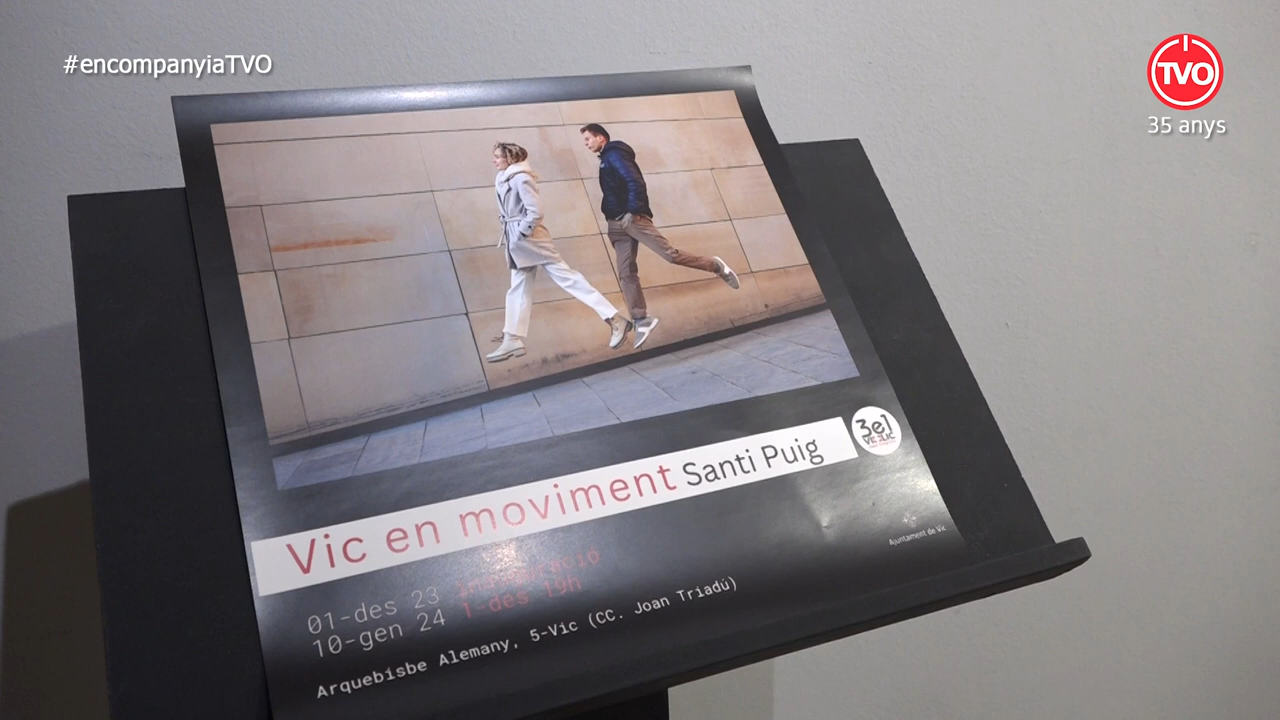 #encompanyiaTVO
TVO
35 anys
Vic en moviment Santi Puig
3e1
Ajuntament de Vic
01-des 23 inauguració
10-gen 24 1-des 19h
Arquebisbe Alemany, 5-Vic (CC. Joan Triadú)